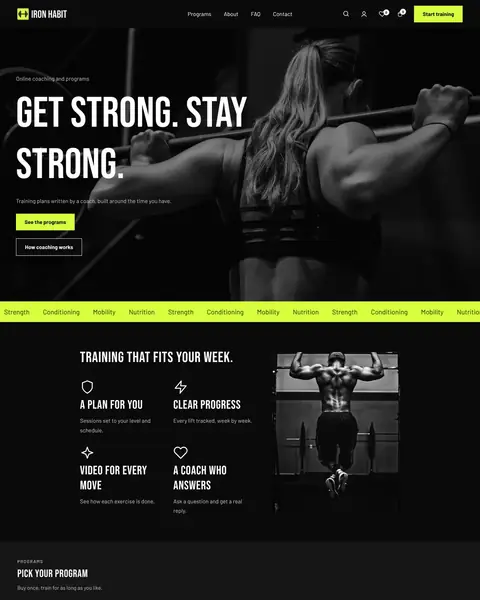 IRON HABIT
Programs About FAQ Contact
0 0
Start training
Online coaching and programs
GET STRONG. STAY
STRONG.
Training plans written by a coach, built around the time you have.
See the programs
How coaching works
Strength Conditioning Mobility Nutrition Strength Conditioning Mobility Nutrition Strength Conditioning Mobility Nutritio
TRAINING THAT FITS YOUR WEEK.
A PLAN FOR YOU
Sessions set to your level and
schedule.
CLEAR PROGRESS
Every lift tracked, week by week.
VIDEO FOR EVERY
MOVE
See how each exercise is done.
A COACH WHO
ANSWERS
Ask a question and get a real
reply.
PROGRAMS
PICK YOUR PROGRAM
Buy once, train for as long as you like.